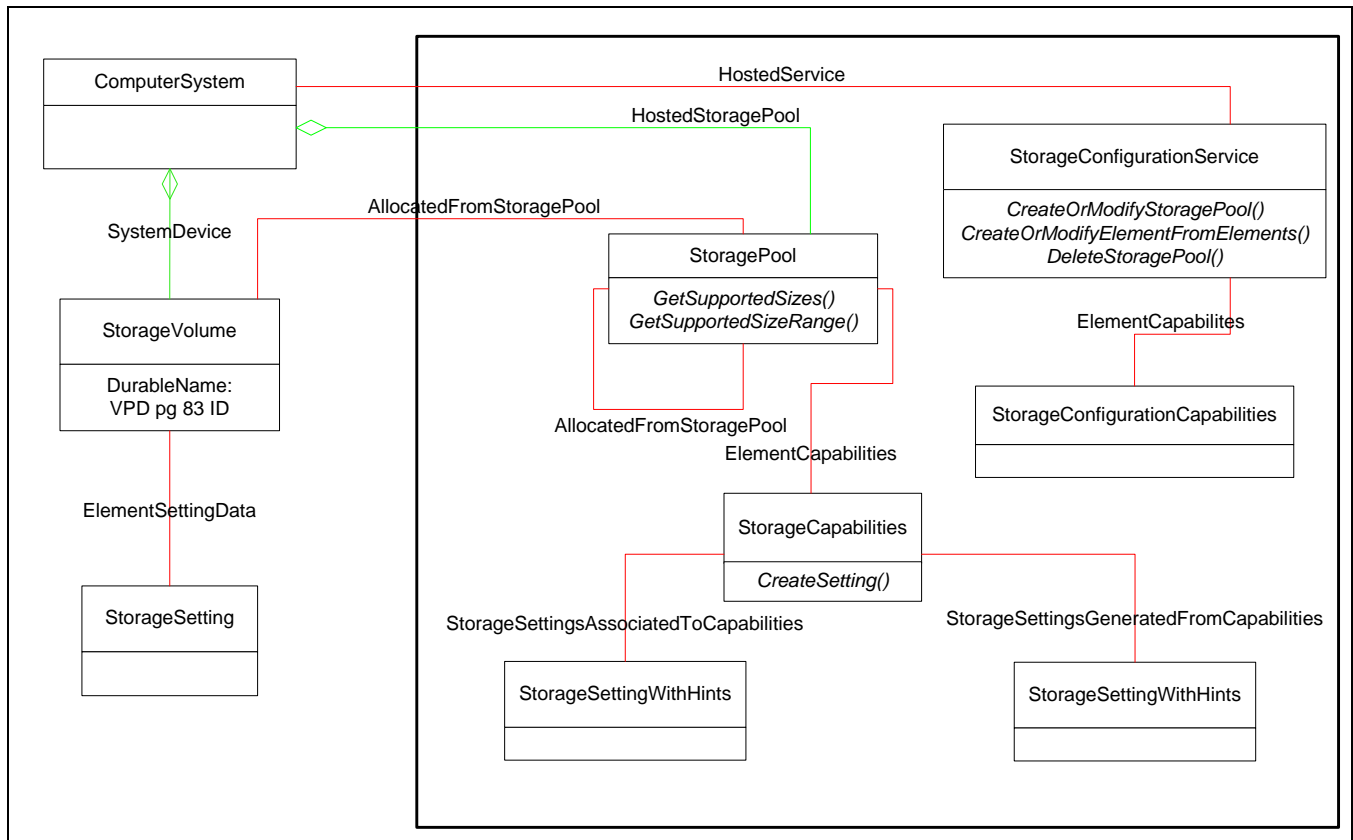 HostedService
ComputerSystem
HostedStoragePool
StorageConfigurationService
CreateOrModifyStoragePool()
CreateOrModifyElementFromElements()
DeleteStoragePool()
AllocatedFromStoragePool
SystemDevice
StoragePool
GetSupportedSizes()
GetSupportedSizeRange()
ElementCapabilites
StorageVolume
DurableName:
VPD pg 83 ID
StorageConfigurationCapabilities
AllocatedFromStoragePool
ElementCapabilities
ElementSettingData
StorageCapabilities
CreateSetting()
StorageSetting
StorageSettingsAssociatedToCapabilities
StorageSettingsGeneratedFromCapabilities
StorageSettingWithHints
StorageSettingWithHints